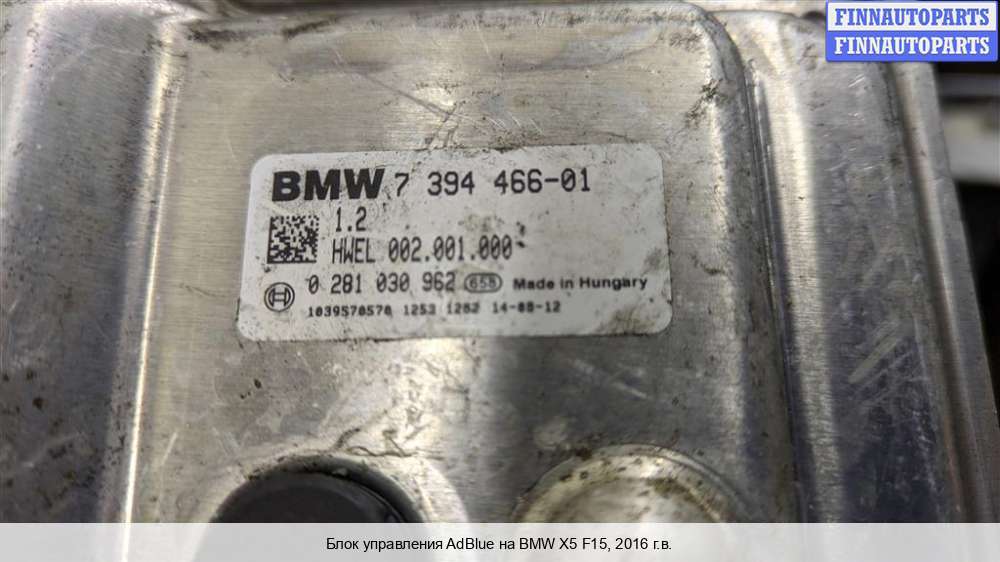 FINNAUTOPARTS
FINNAUTOPARTS
BMW 7 394 466-01
1.2
HWEL 002.001.000
0 281 030 962 658 Made in Hungary
1039S70570 1253 1262 14-08-12
Блок управления AdBlue на BMW X5 F15, 2016 г.в.